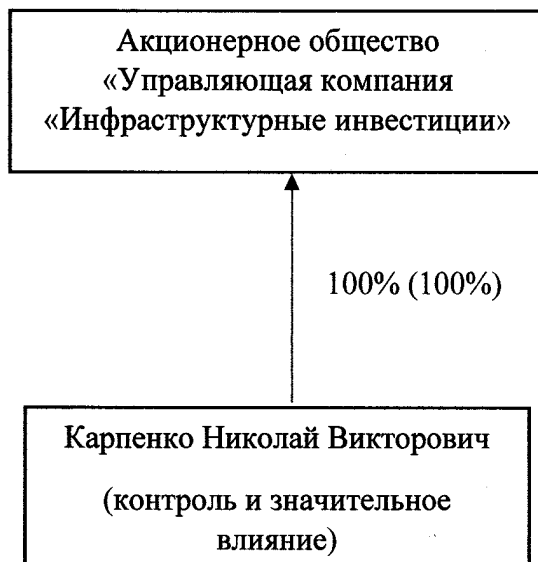 Акционерное общество
«Управляющая компания
«Инфраструктурные инвестиции»
100% (100%)
Карпенко Николай Викторович
(контроль и значительное
влияние)